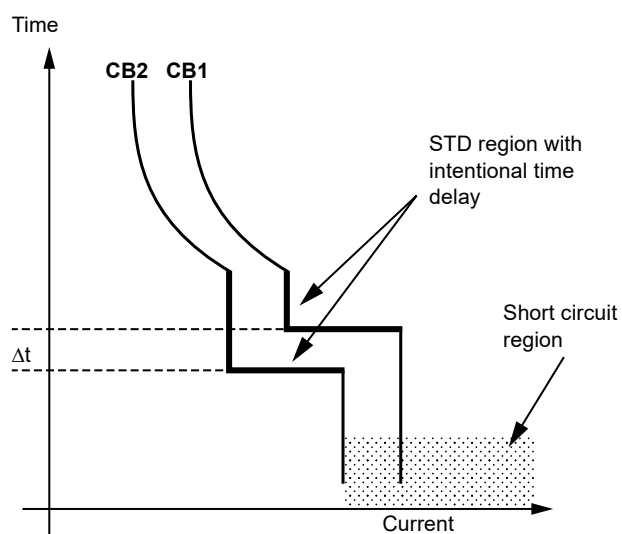 Time
CB2 CB1
STD region with
intentional time
delay
Short circuit
region
Δt
Current